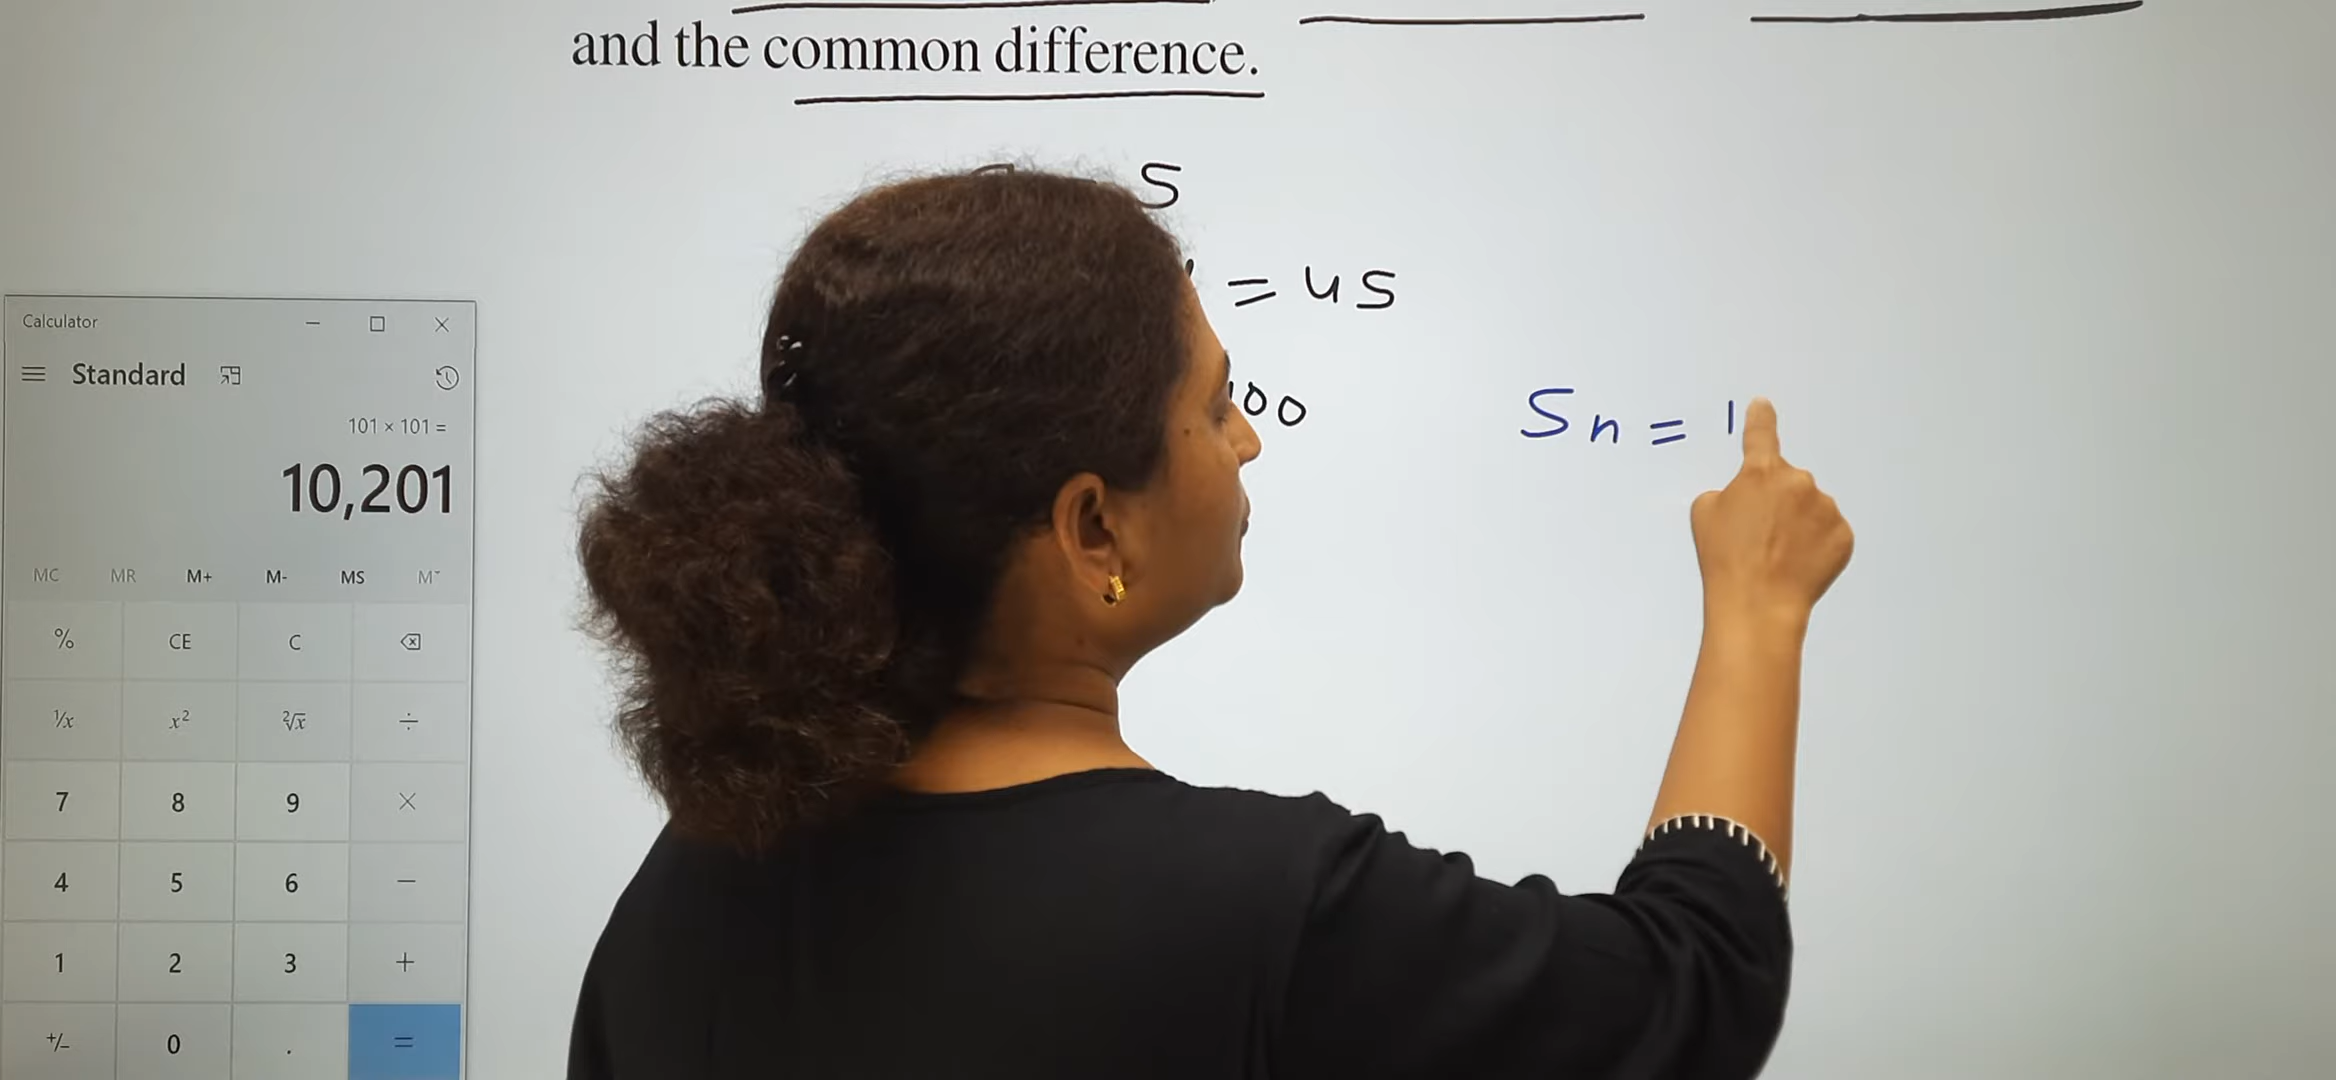 and the common difference.
S
= 45
400
Sn = 1
Calculator
Standard
101 × 101 =
10,201
MC MR M+ M- MS M˅
% CE C
¹/x x² ²√x ÷
7 8 9 ×
4 5 6 −
1 2 3 +
+/− 0 . =